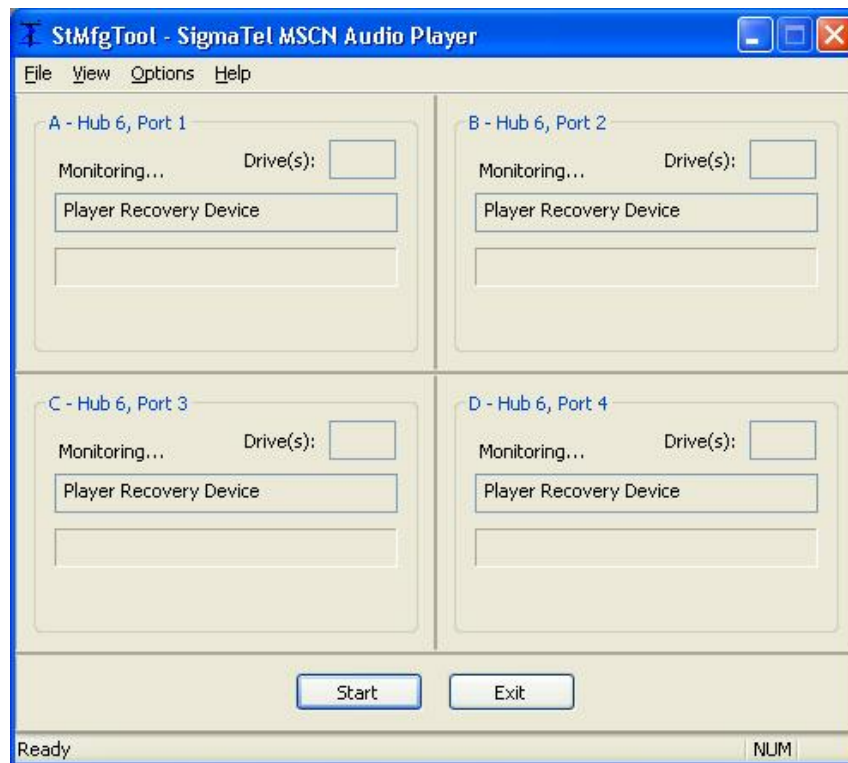 StMfgTool - SigmaTel MSCN Audio Player
File View Options Help
A - Hub 6, Port 1
Monitoring... Drive(s):
Player Recovery Device
B - Hub 6, Port 2
Monitoring... Drive(s):
Player Recovery Device
C - Hub 6, Port 3
Monitoring... Drive(s):
Player Recovery Device
D - Hub 6, Port 4
Monitoring... Drive(s):
Player Recovery Device
Start Exit
Ready NUM